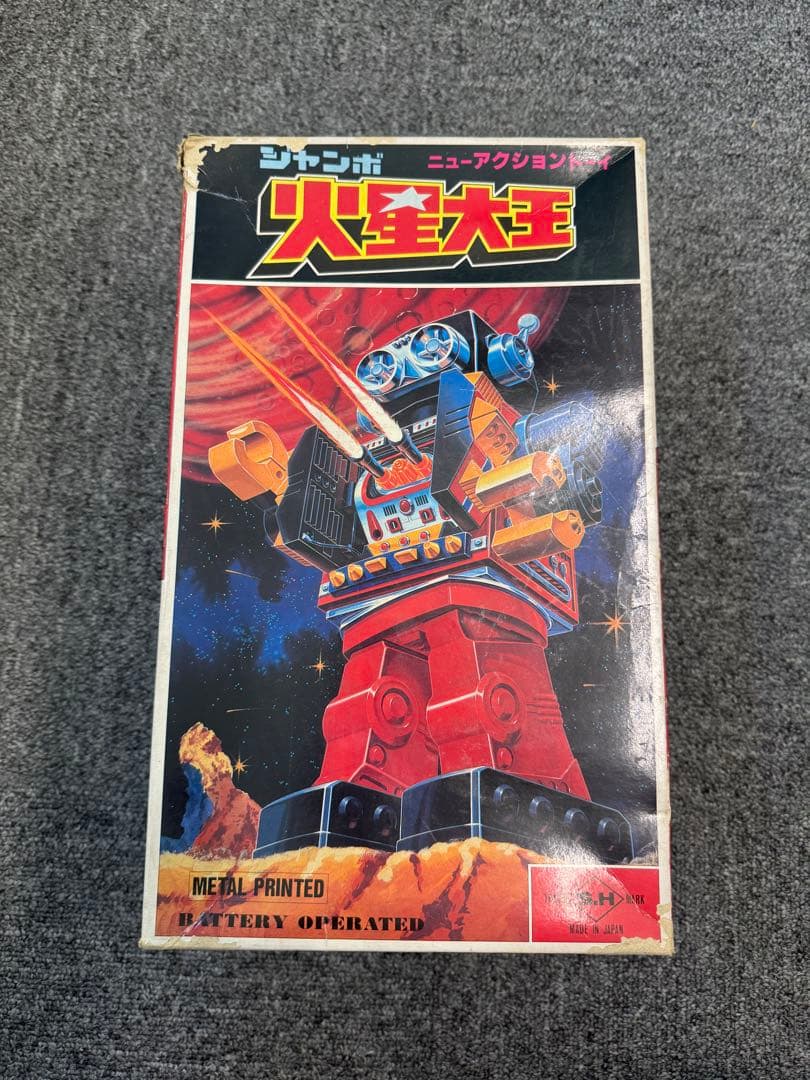 ジャンボ
ニューアクショントイ
火星大王
METAL PRINTED
BATTERY OPERATED
S.H
MARK
MADE IN JAPAN